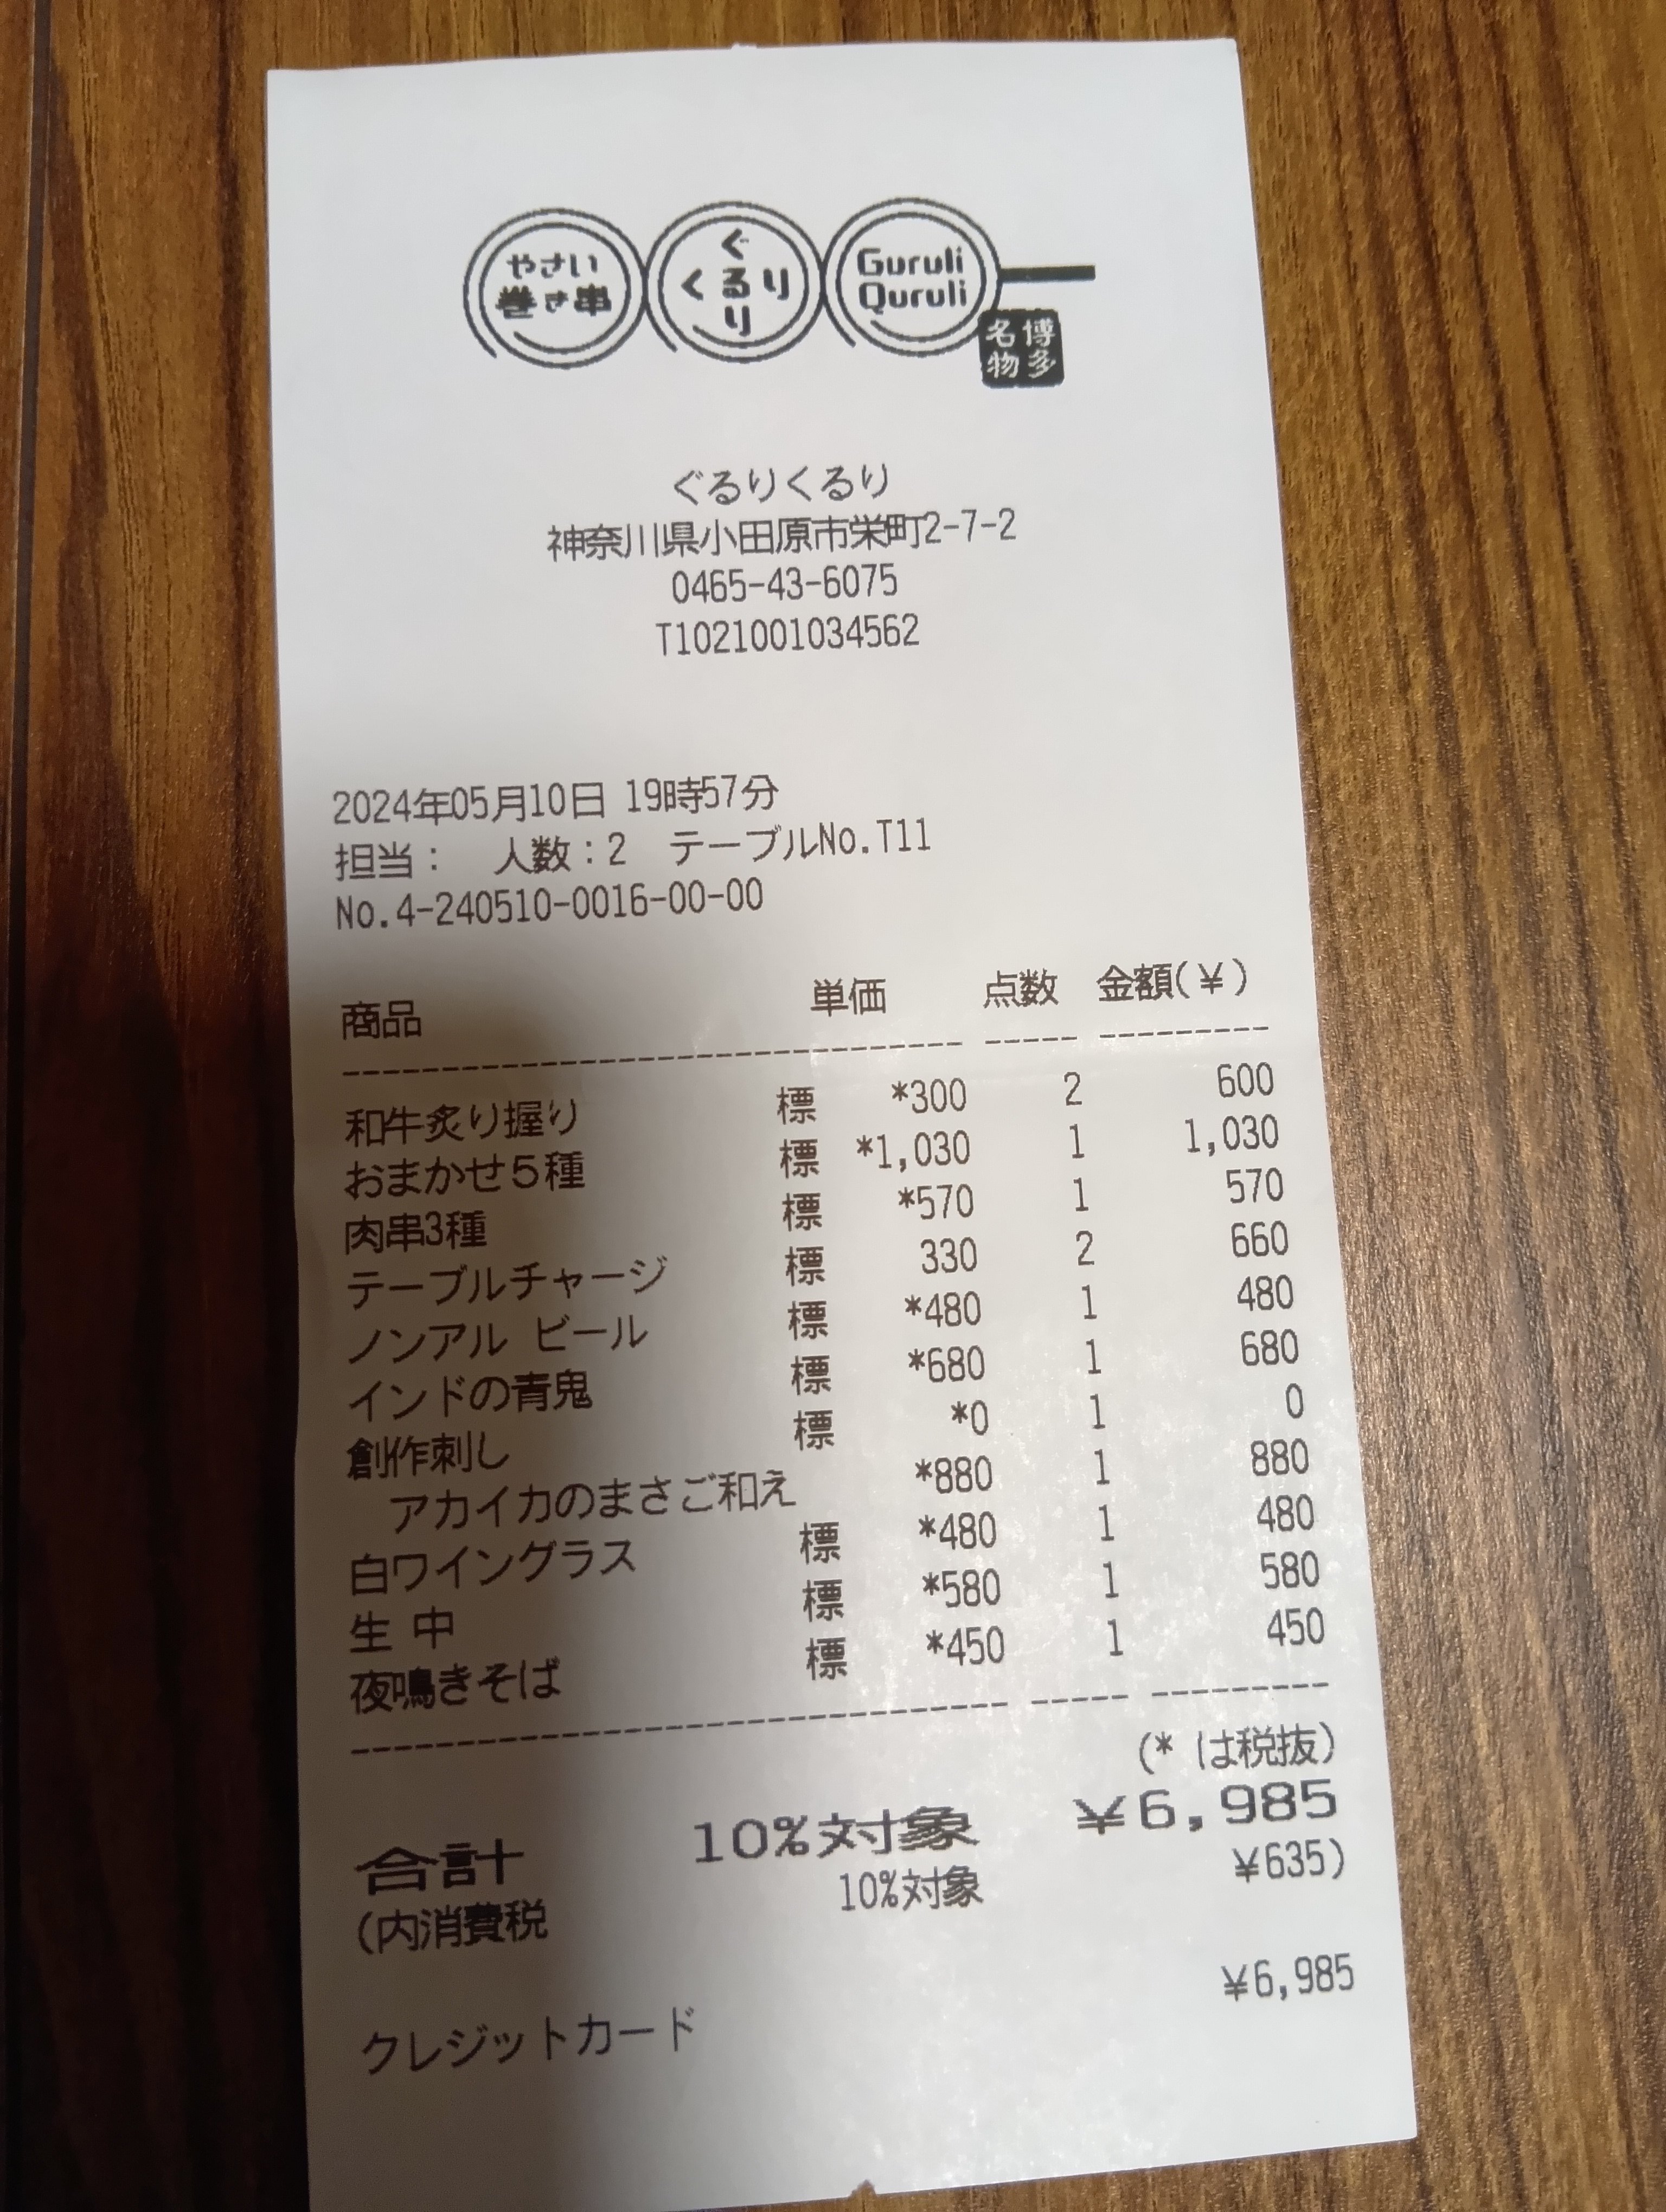 やさい
巻き串
ぐるり
くるり
Guruli
Quruli
博多
名物
ぐるりくるり
神奈川県小田原市栄町2-7-2
0465-43-6075
T1021001034562
2024年05月10日 19時57分
担当： 人数：2 テーブルNo.T11
No.4-240510-0016-00-00
商品 単価 点数 金額(￥)
和牛炙り握り 標 *300 2 600
おまかせ５種 標 *1,030 1 1,030
肉串3種 標 *570 1 570
テーブルチャージ 標 330 2 660
ノンアル ビール 標 *480 1 480
インドの青鬼 標 *680 1 680
創作刺し 標 *0 1 0
アカイカのまさご和え *880 1 880
白ワイングラス 標 *480 1 480
生 中 標 *580 1 580
夜鳴きそば 標 *450 1 450
(* は税抜)
合計 10%対象 ￥6,985
(内消費税 10%対象 ￥635)
クレジットカード ￥6,985